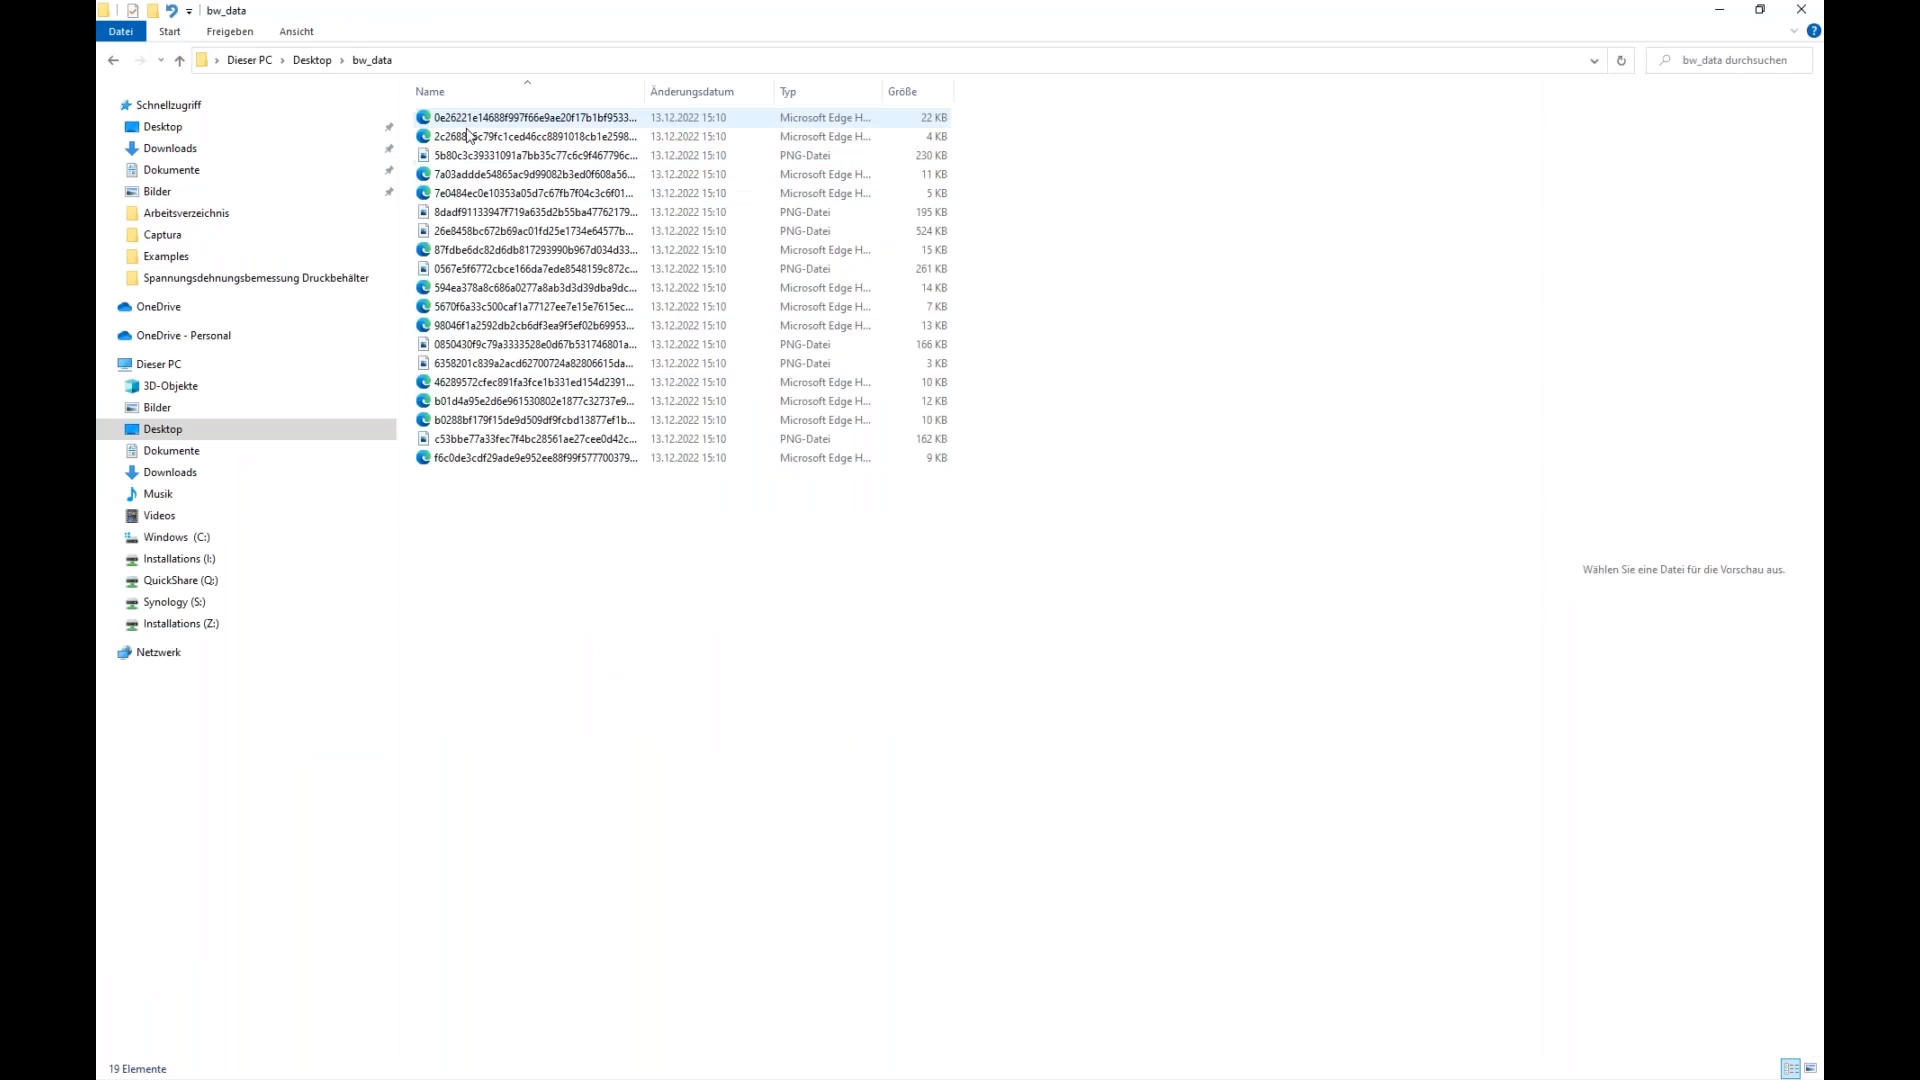 bw_data
Datei Start Freigeben Ansicht
Dieser PC Desktop bw_data
bw_data durchsuchen
Name Änderungsdatum Typ Größe
Schnellzugriff
Desktop
Downloads
Dokumente
Bilder
Arbeitsverzeichnis
Captura
Examples
Spannungsdehnungsbemessung Druckbehälter
OneDrive
OneDrive - Personal
Dieser PC
3D-Objekte
Bilder
Desktop
Dokumente
Downloads
Musik
Videos
Windows (C:)
Installations (I:)
QuickShare (Q:)
Synology (S:)
Installations (Z:)
Netzwerk
0e26221e14688f997f66e9ae20f17b1bf9533... 13.12.2022 15:10 Microsoft Edge H... 22 KB
13.12.2022 15:10 Microsoft Edge H... 4 KB
5b80c3c39331091a7bb35c77c6c9f467796c... 13.12.2022 15:10 PNG-Datei 230 KB
7a03addde54865ac9d99082b3ed0f608a56... 13.12.2022 15:10 Microsoft Edge H... 11 KB
7e0484ec0e10353a05d7c67fb7f04c3c6f01... 13.12.2022 15:10 Microsoft Edge H... 5 KB
8dadf91133947f719a635d2b55ba47762179... 13.12.2022 15:10 PNG-Datei 195 KB
26e8458bc672b69ac01fd25e1734e64577b... 13.12.2022 15:10 PNG-Datei 524 KB
87fdbe6dc82d6db817293990b967d034d33... 13.12.2022 15:10 Microsoft Edge H... 15 KB
0567e5f6772cbce166da7ede8548159c872c... 13.12.2022 15:10 PNG-Datei 261 KB
594ea378a8c686a0277a8ab3d3d39dba9dc... 13.12.2022 15:10 Microsoft Edge H... 14 KB
5670f6a33c500caf1a77127ee7e15e7615ec... 13.12.2022 15:10 Microsoft Edge H... 7 KB
98046f1a2592db2cb6df3ea9f5ef02b69953... 13.12.2022 15:10 Microsoft Edge H... 13 KB
0850430f9c79a3333528e0d67b531746801a... 13.12.2022 15:10 PNG-Datei 166 KB
6358201c839a2acd62700724a82806615da... 13.12.2022 15:10 PNG-Datei 3 KB
46289572cfec891fa3fce1b331ed154d2391... 13.12.2022 15:10 Microsoft Edge H... 10 KB
b01d4a95e2d6e961530802e1877c32737e9... 13.12.2022 15:10 Microsoft Edge H... 12 KB
b0288bf179f15de9d509df9fcbd13877ef1b... 13.12.2022 15:10 Microsoft Edge H... 10 KB
c53bbe77a33fec7f4bc28561ae27cee0d42c... 13.12.2022 15:10 PNG-Datei 162 KB
f6c0de3cdf29ade9e952ee88f99f577700379... 13.12.2022 15:10 Microsoft Edge H... 9 KB
Wählen Sie eine Datei für die Vorschau aus.
19 Elemente